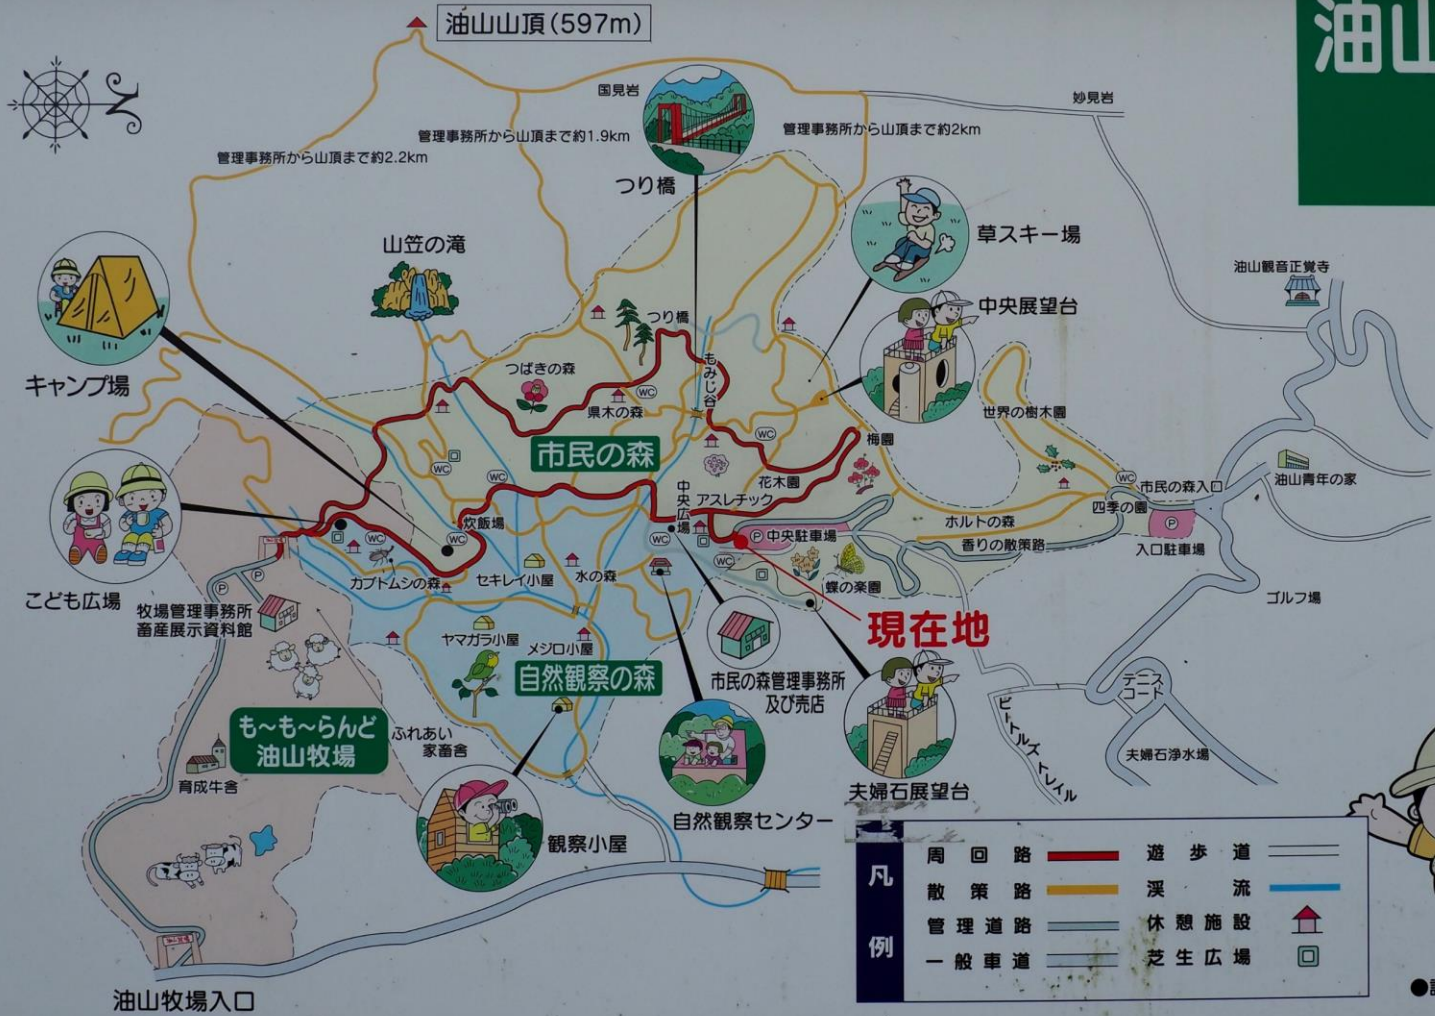 油山山頂(597m)
油山
国見岩
妙見岩
管理事務所から山頂まで約2.2km
管理事務所から山頂まで約1.9km
管理事務所から山頂まで約2km
つり橋
草スキー場
山笠の滝
油山観音正覚寺
中央展望台
キャンプ場
つり橋
もみじ谷
つばきの森
WC
県木の森
世界の樹木園
市民の森
WC
梅園
WC
WC
花木園
中央広場
アスレチック
WC
市民の森入口
油山青年の家
四季の園
炊飯場
ホルトの森
WC
WC
P 中央駐車場
香りの散策路
P
入口駐車場
カブトムシの森
セキレイ小屋
水の森
WC
蝶の楽園
こども広場
P
P
牧場管理事務所
畜産展示資料館
ゴルフ場
現在地
ヤマガラ小屋
メジロ小屋
自然観察の森
市民の森管理事務所
及び売店
テニス
コート
も~も~らんど
油山牧場
ふれあい
家畜舎
ビートルズトレイル
夫婦石浄水場
育成牛舎
夫婦石展望台
自然観察センター
観察小屋
凡例
周回路
遊歩道
散策路
渓流
管理道路
休憩施設
一般車道
芝生広場
油山牧場入口